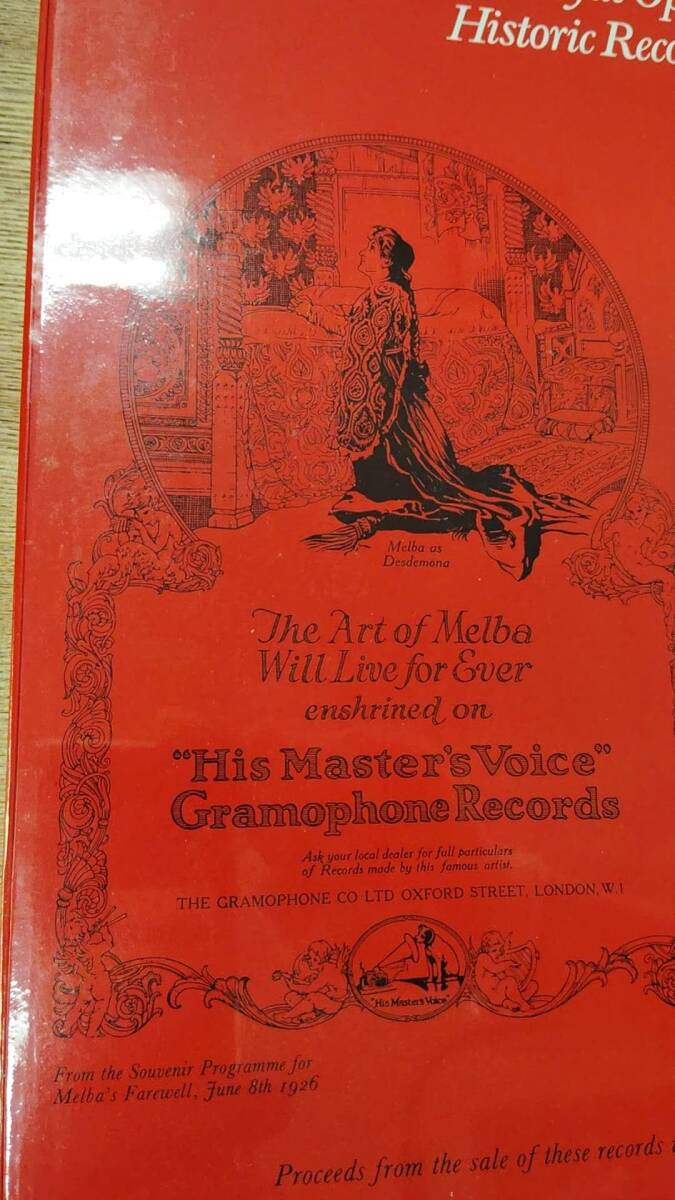 Historic
Melba as
Desdemona
The Art of Melba
Will Live for Ever
enshrined on
"His Master's Voice"
Gramophone Records
Ask your local dealer for full particulars
of Records made by this famous artist.
THE GRAMOPHONE CO LTD OXFORD STREET, LONDON, W.1
"His Master's Voice"
From the Souvenir Programme for
Melba's Farewell, June 8th 1926
Proceeds from the sale of these records